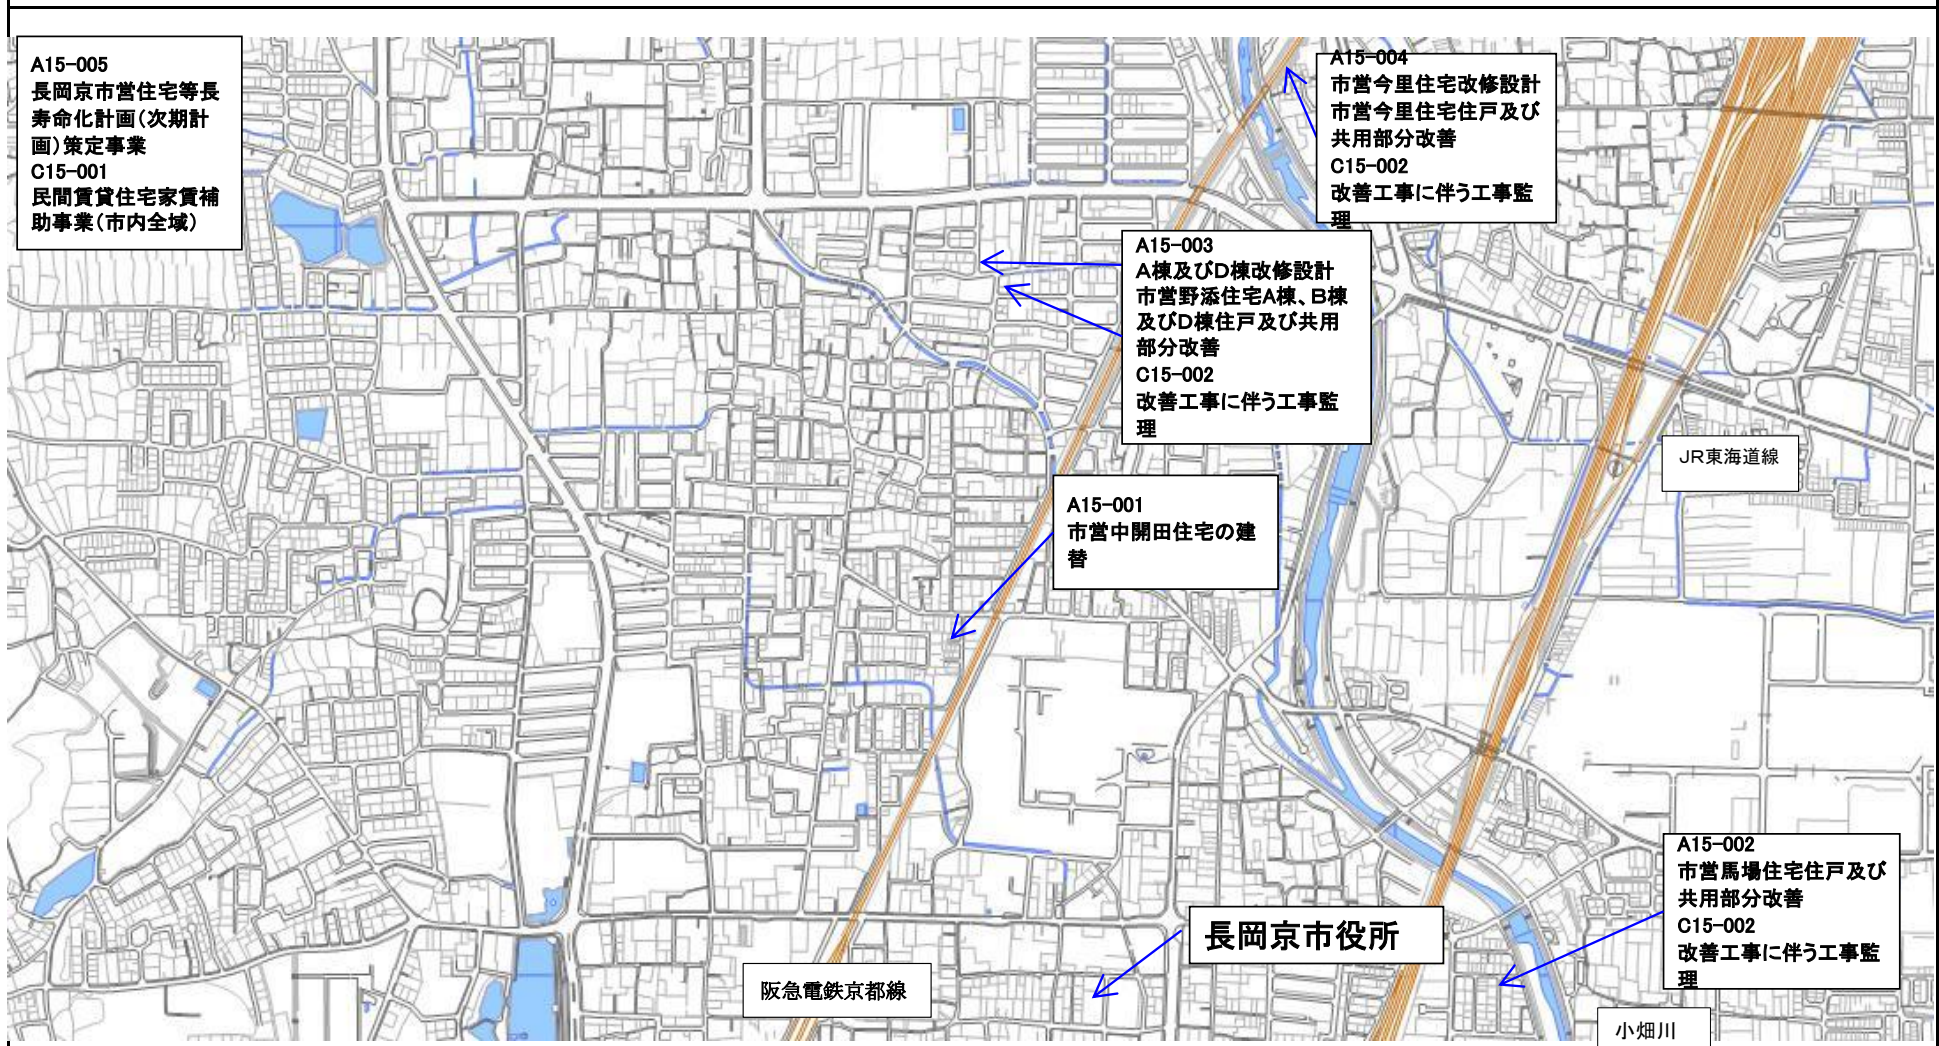 A15-005
長岡京市営住宅等長
寿命化計画(次期計
画)策定事業
C15-001
民間賃貸住宅家賃補
助事業(市内全域)
A15-004
市営今里住宅改修設計
市営今里住宅住戸及び
共用部分改善
C15-002
改善工事に伴う工事監
理
A15-003
A棟及びD棟改修設計
市営野添住宅A棟、B棟
及びD棟住戸及び共用
部分改善
C15-002
改善工事に伴う工事監
理
JR東海道線
A15-001
市営中開田住宅の建
替
A15-002
市営馬場住宅住戸及び
共用部分改善
C15-002
改善工事に伴う工事監
理
長岡京市役所
阪急電鉄京都線
小畑川